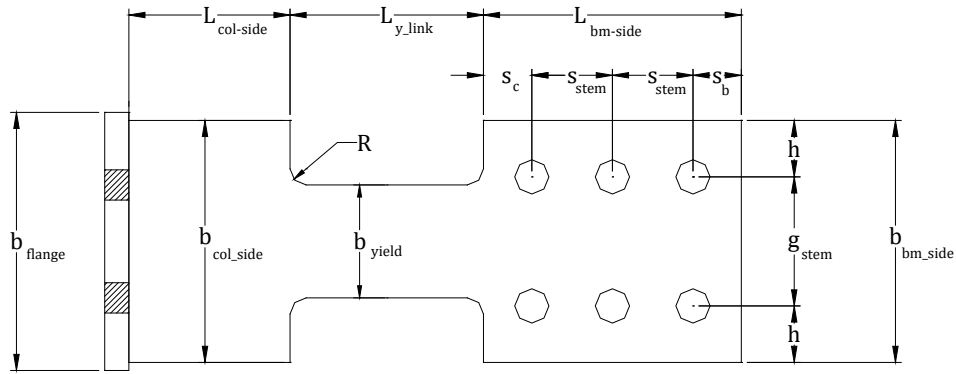 L col-side L y_link L bm-side
s c s stem s stem s b
R
h
b flange b col_side b yield g stem b bm_side
h